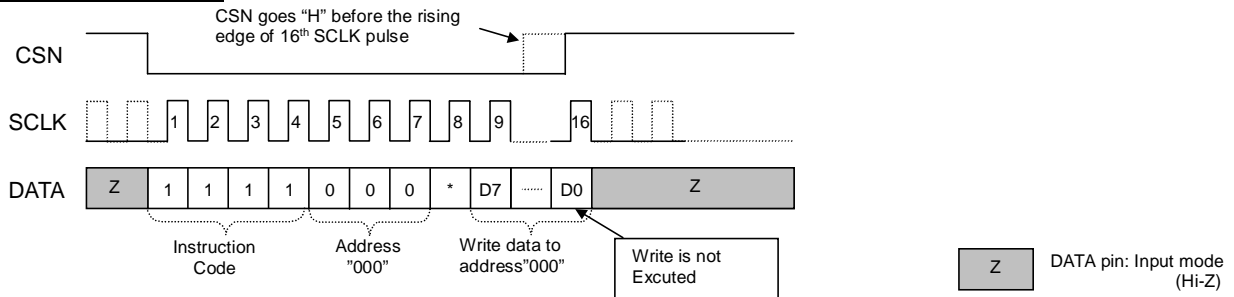 CSN goes “H” before the rising
edge of 16th SCLK pulse
CSN
SCLK 1 2 3 4 5 6 7 8 9 16
DATA Z 1 1 1 1 0 0 0 * D7 ....... D0 Z
Instruction
Code
Address
”000”
Write data to
address”000”
Write is not
Excuted
Z DATA pin: Input mode
(Hi-Z)